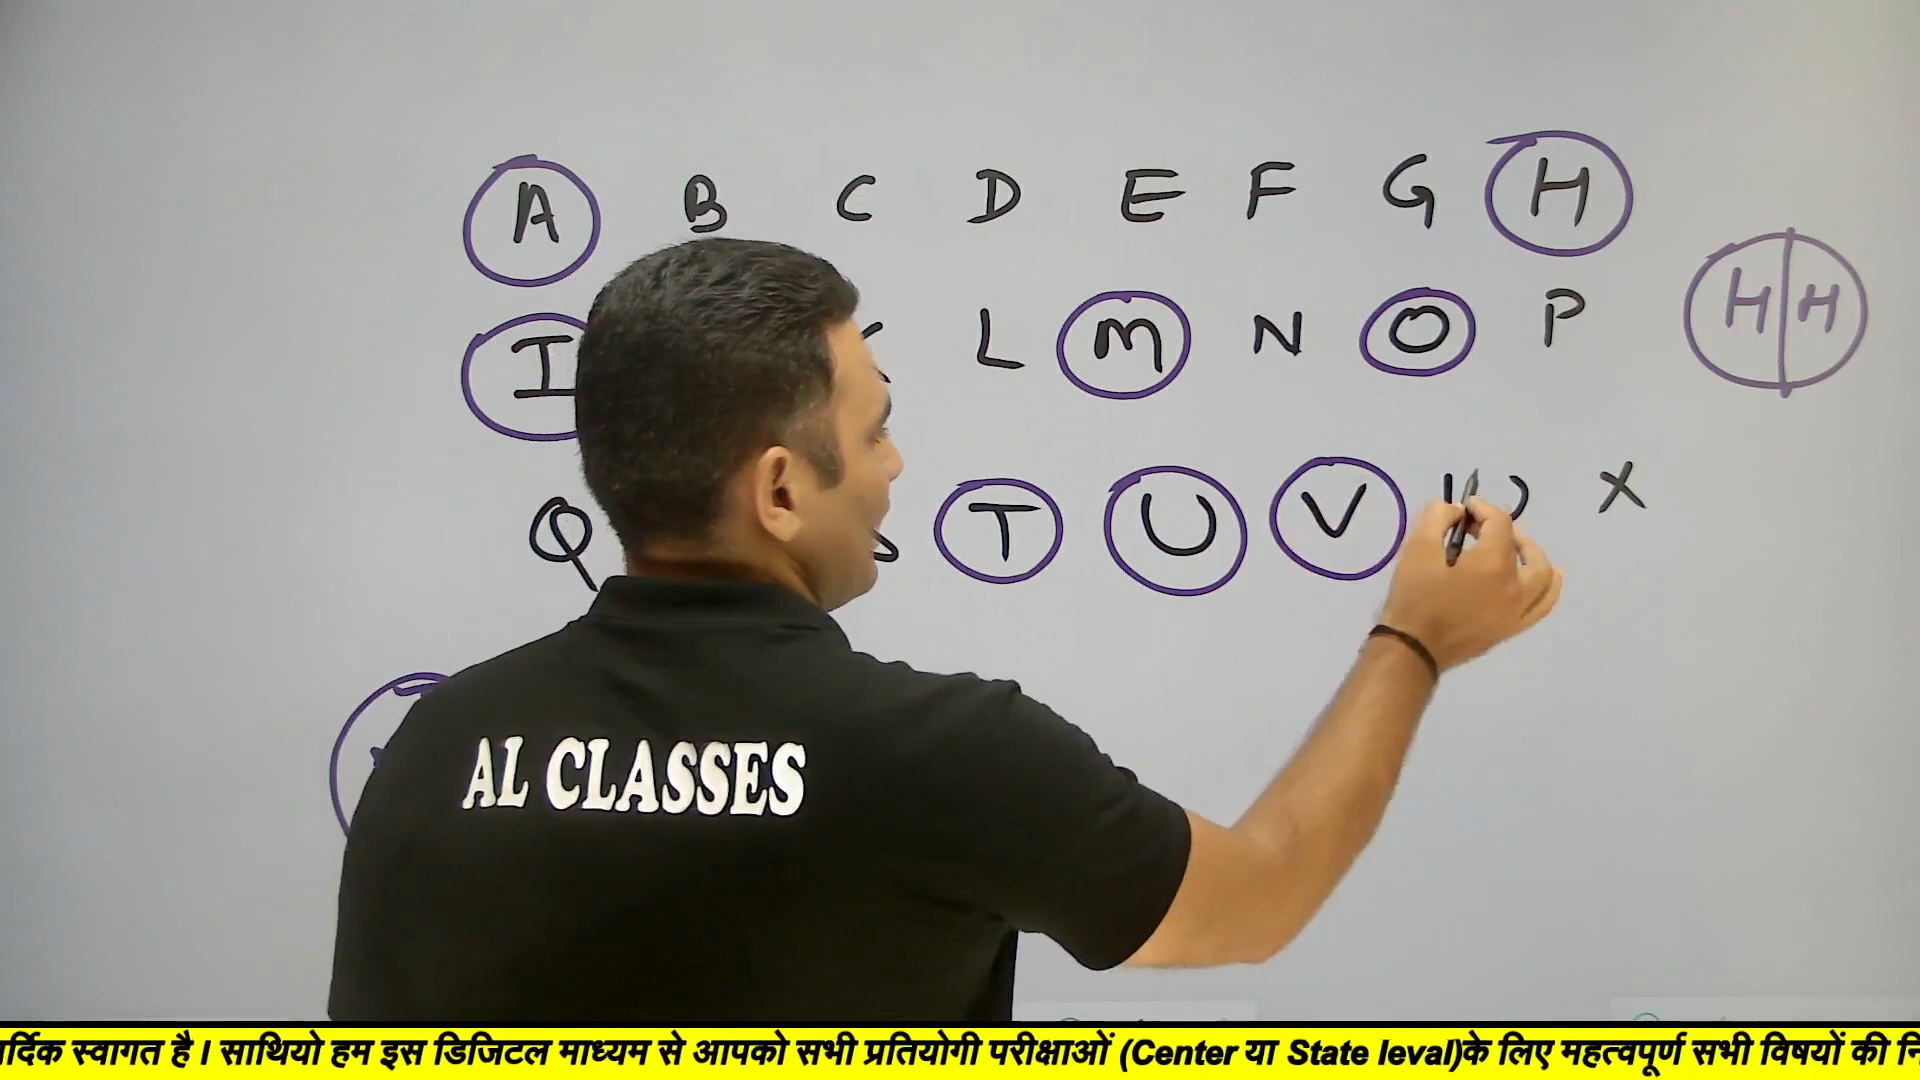 A B C D E F G H
H H
I L M N O P
Q T U V X
AL CLASSES
स्वागत है । साथियो हम इस डिजिटल माध्यम से आपको सभी प्रतियोगी परीक्षाओं (Center या State leval)के लिए महत्वपूर्ण सभी विषयों की